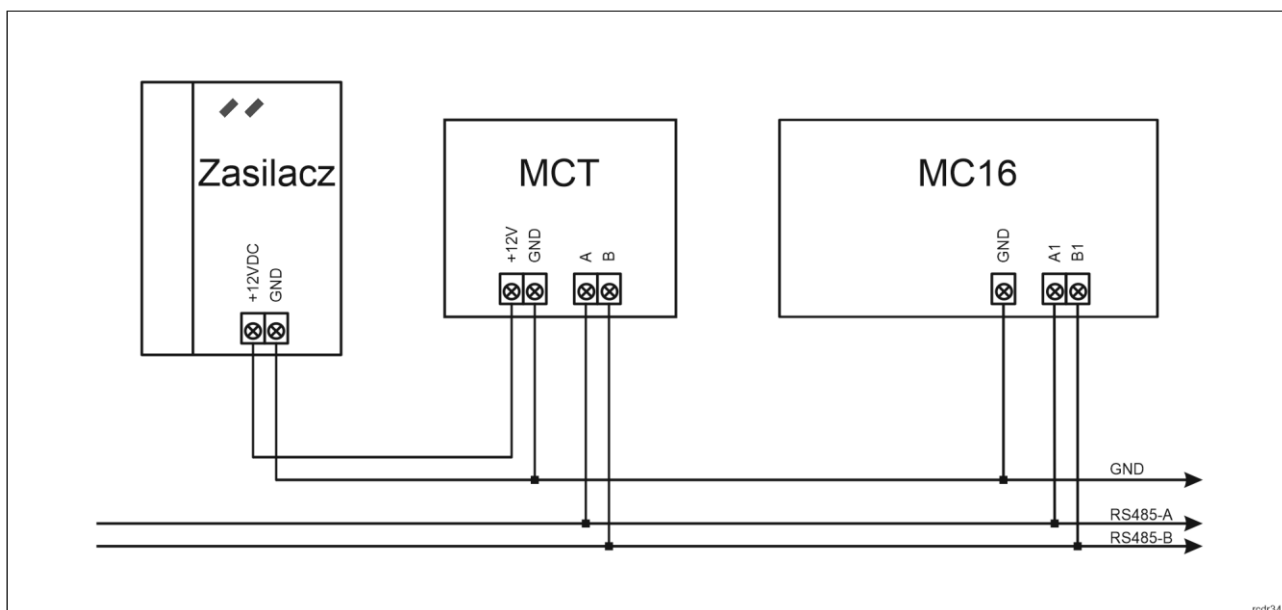 Zasilacz
+12VDC
GND
MCT
+12V
GND
A
B
MC16
GND
A1
B1
GND
RS485-A
RS485-B